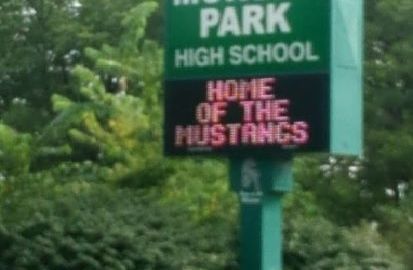 PARK
HIGH SCHOOL
HOME
OF THE
MUSTANGS